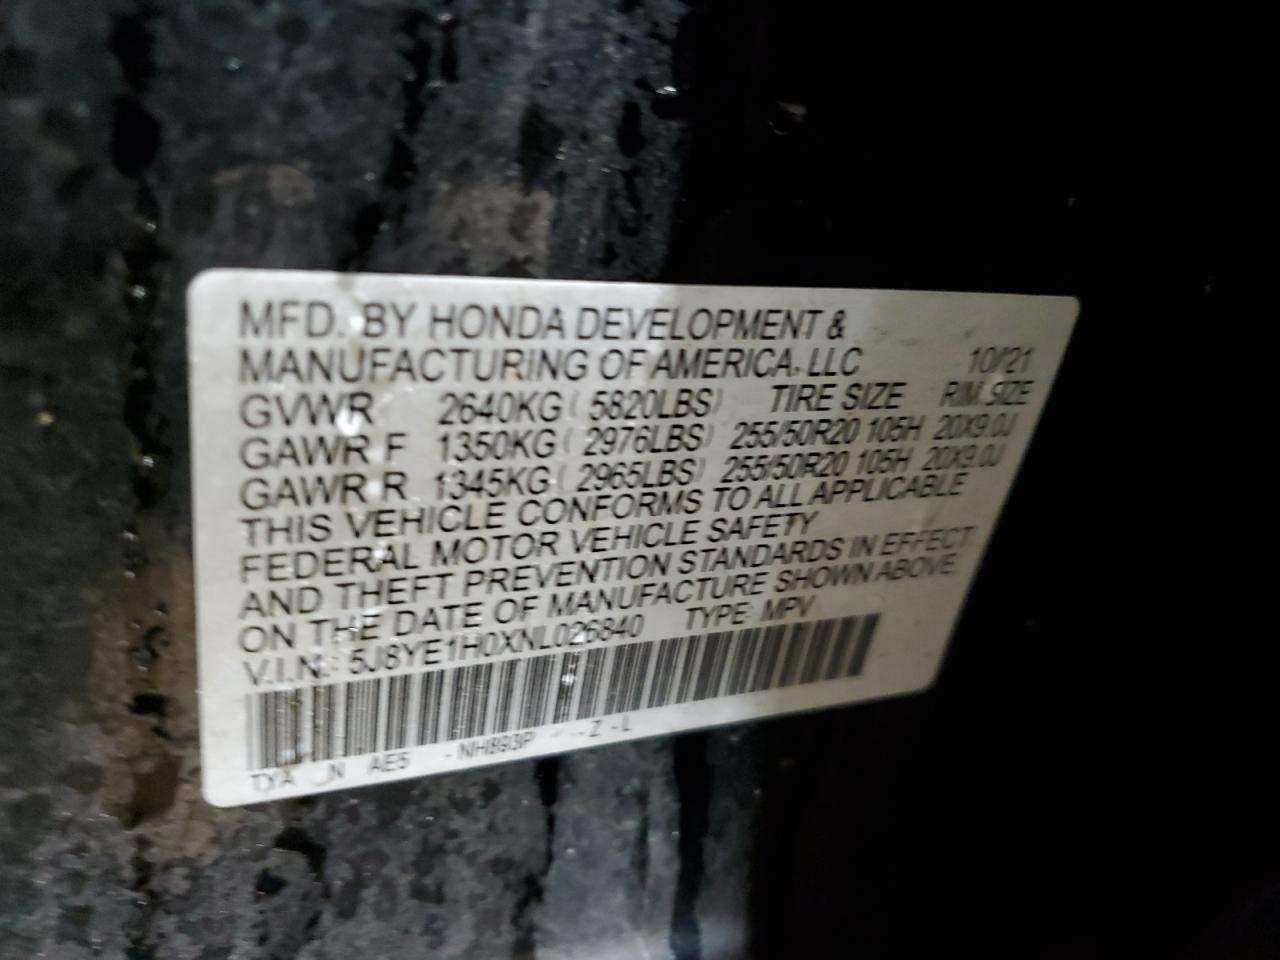 MFD. BY HONDA DEVELOPMENT &
MANUFACTURING OF AMERICA, LLC 10/21
GVWR 2640KG ( 5820LBS) TIRE SIZE RIM SIZE
GAWR F 1350KG ( 2976LBS) 255/50R20 105H 20X9.0J
GAWR R 1345KG ( 2965LBS) 255/50R20 105H 20X9.0J
THIS VEHICLE CONFORMS TO ALL APPLICABLE
FEDERAL MOTOR VEHICLE SAFETY
AND THEFT PREVENTION STANDARDS IN EFFECT
ON THE DATE OF MANUFACTURE SHOWN ABOVE
V.I.N.: 5J8YE1H0XNL026840 TYPE: MPV
AE5 -NH893P - Z - L